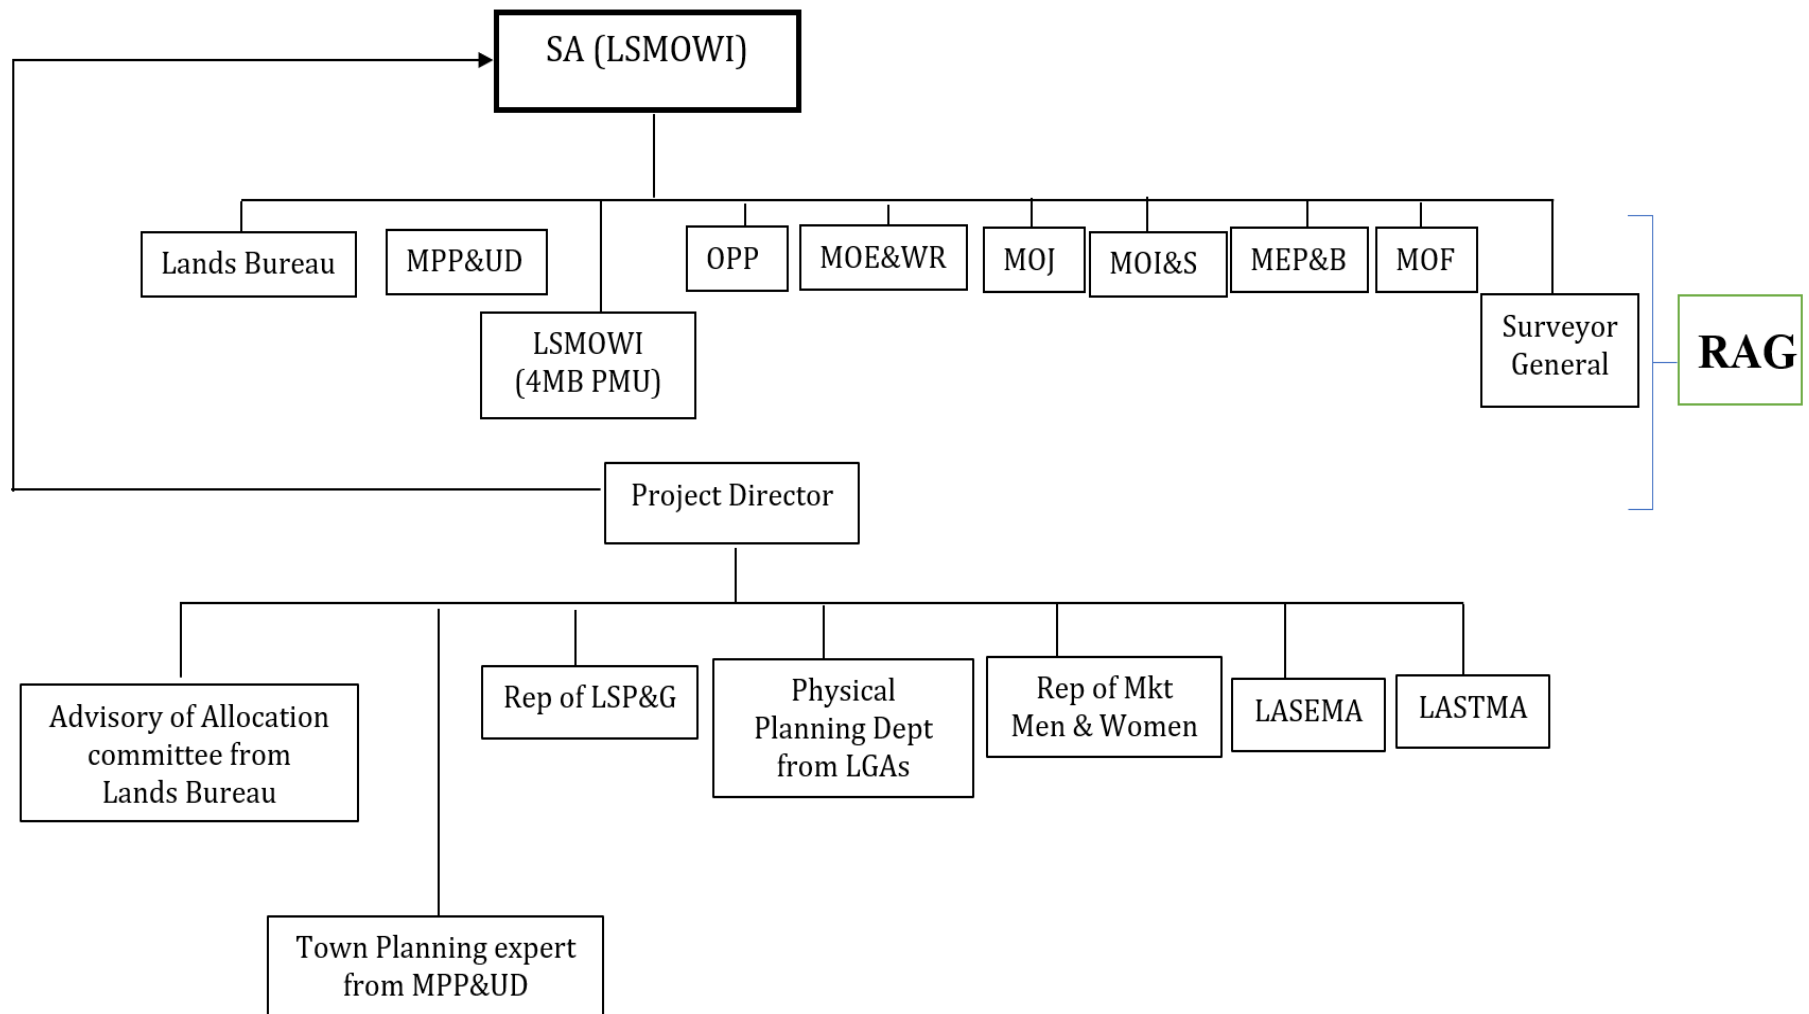 SA (LSMOWI)
Lands Bureau
MPP&UD
OPP
MOE&WR
MOJ
MOI&S
MEP&B
MOF
LSMOWI
(4MB PMU)
Surveyor
General
RAG
Project Director
Advisory of Allocation
committee from
Lands Bureau
Rep of LSP&G
Physical
Planning Dept
from LGAs
Rep of Mkt
Men & Women
LASEMA
LASTMA
Town Planning expert
from MPP&UD